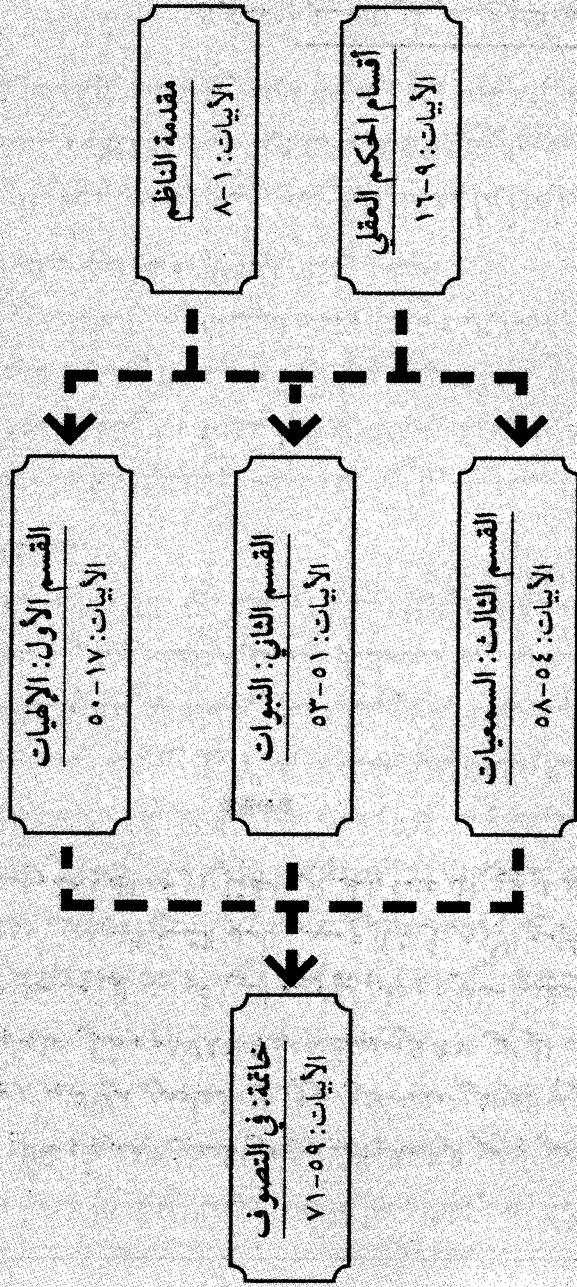 مقدمة الناظم
الأبيات: ١-٨
أقسام الحكم العقلي
الأبيات: ٩-١٦
القسم الأول: الإلهيات
الأبيات: ١٧-٥٠
القسم الثاني: النبوات
الأبيات: ٥١-٥٣
القسم الثالث: السمعيات
الأبيات: ٥٤-٥٨
خاتمة: في التصوف
الأبيات: ٥٩-٧١